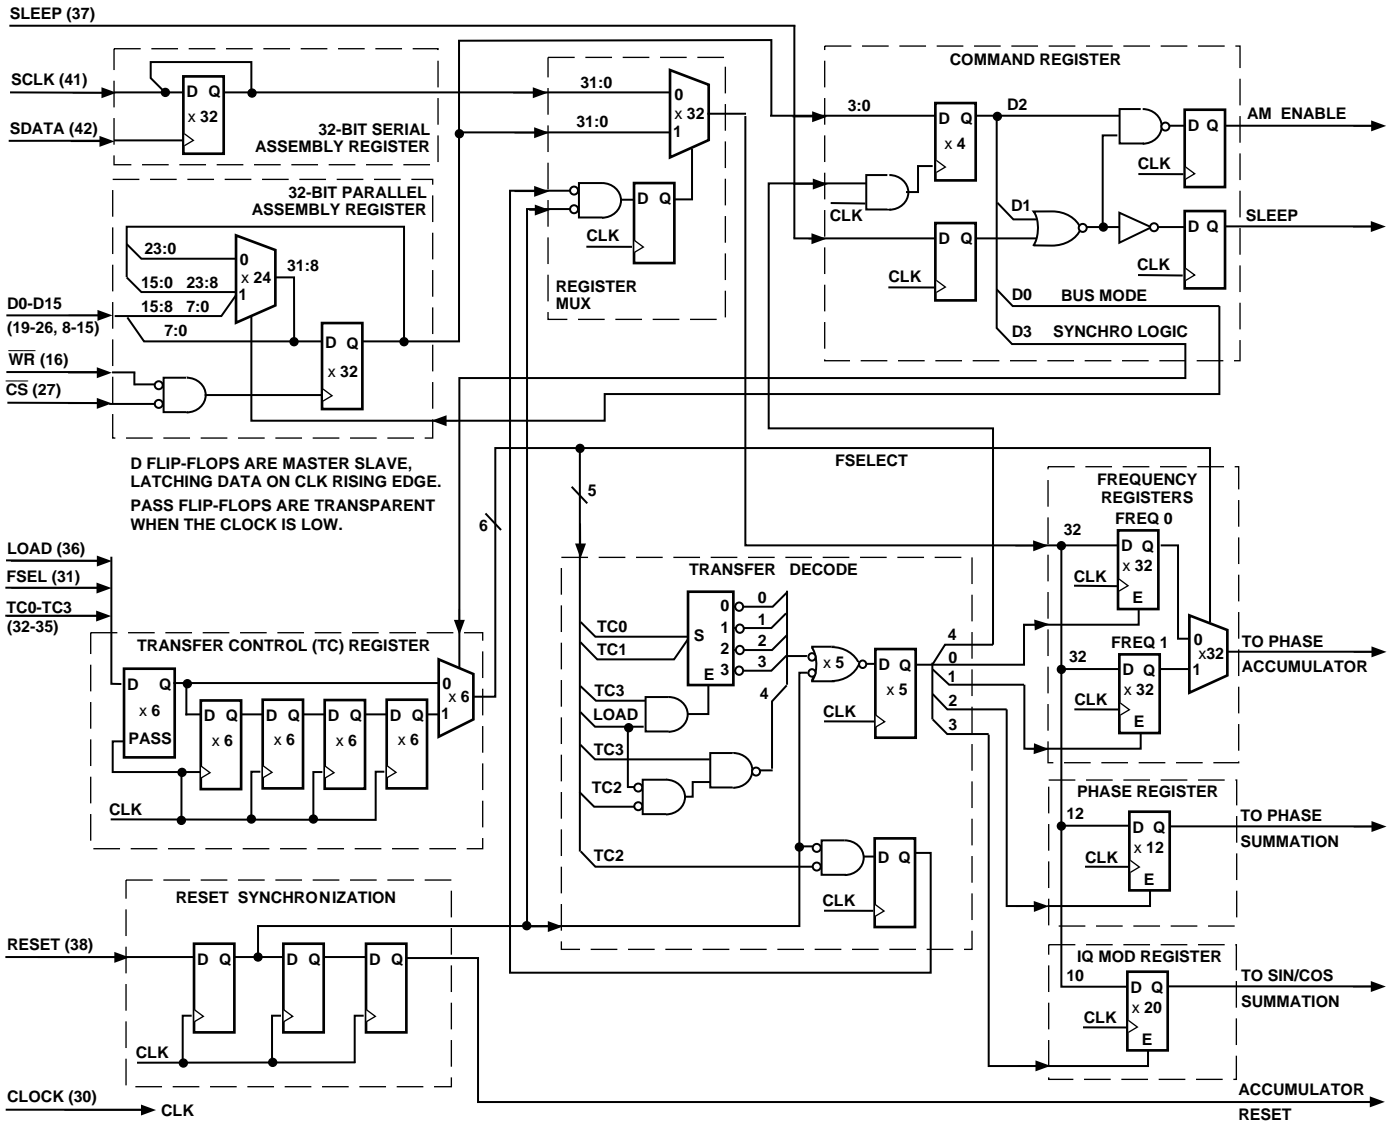 SLEEP (37)
SCLK (41)
SDATA (42)
D Q
x 32
32-BIT SERIAL
ASSEMBLY REGISTER
32-BIT PARALLEL
ASSEMBLY REGISTER
23:0
0
x 24
31:8
15:0 23:8
1
15:8 7:0
7:0
D0-D15
(19-26, 8-15)
WR (16)
CS (27)
D Q
x 32
31:0
0
x 32
31:0
1
D Q
CLK
REGISTER
MUX
COMMAND REGISTER
3:0
D Q
x 4
CLK
D Q
CLK
D2
D1
D0 BUS MODE
D3 SYNCHRO LOGIC
D Q
CLK
D Q
CLK
AM ENABLE
SLEEP
D FLIP-FLOPS ARE MASTER SLAVE,
LATCHING DATA ON CLK RISING EDGE.
PASS FLIP-FLOPS ARE TRANSPARENT
WHEN THE CLOCK IS LOW.
6
5
FSELECT
LOAD (36)
FSEL (31)
TC0-TC3
(32-35)
TRANSFER CONTROL (TC) REGISTER
D Q
x 6
PASS
D Q
x 6
D Q
x 6
D Q
x 6
D Q
x 6
0
x 6
1
CLK
TRANSFER DECODE
TC0
TC1
S
0
1
2
E 3
0
1
2
3
4
TC3
LOAD
TC3
TC2
TC2
x 5
D Q
x 5
CLK
4
0
1
2
3
D Q
CLK
FREQUENCY
REGISTERS
FREQ 0
32
D Q
x 32
CLK
E
FREQ 1
32
D Q
x 32
CLK
E
0
x32
1
TO PHASE
ACCUMULATOR
PHASE REGISTER
12
D Q
x 12
CLK
E
TO PHASE
SUMMATION
IQ MOD REGISTER
10
D Q
x 20
CLK
E
TO SIN/COS
SUMMATION
RESET SYNCHRONIZATION
RESET (38)
D Q
D Q
D Q
CLK
CLOCK (30)
CLK
ACCUMULATOR
RESET